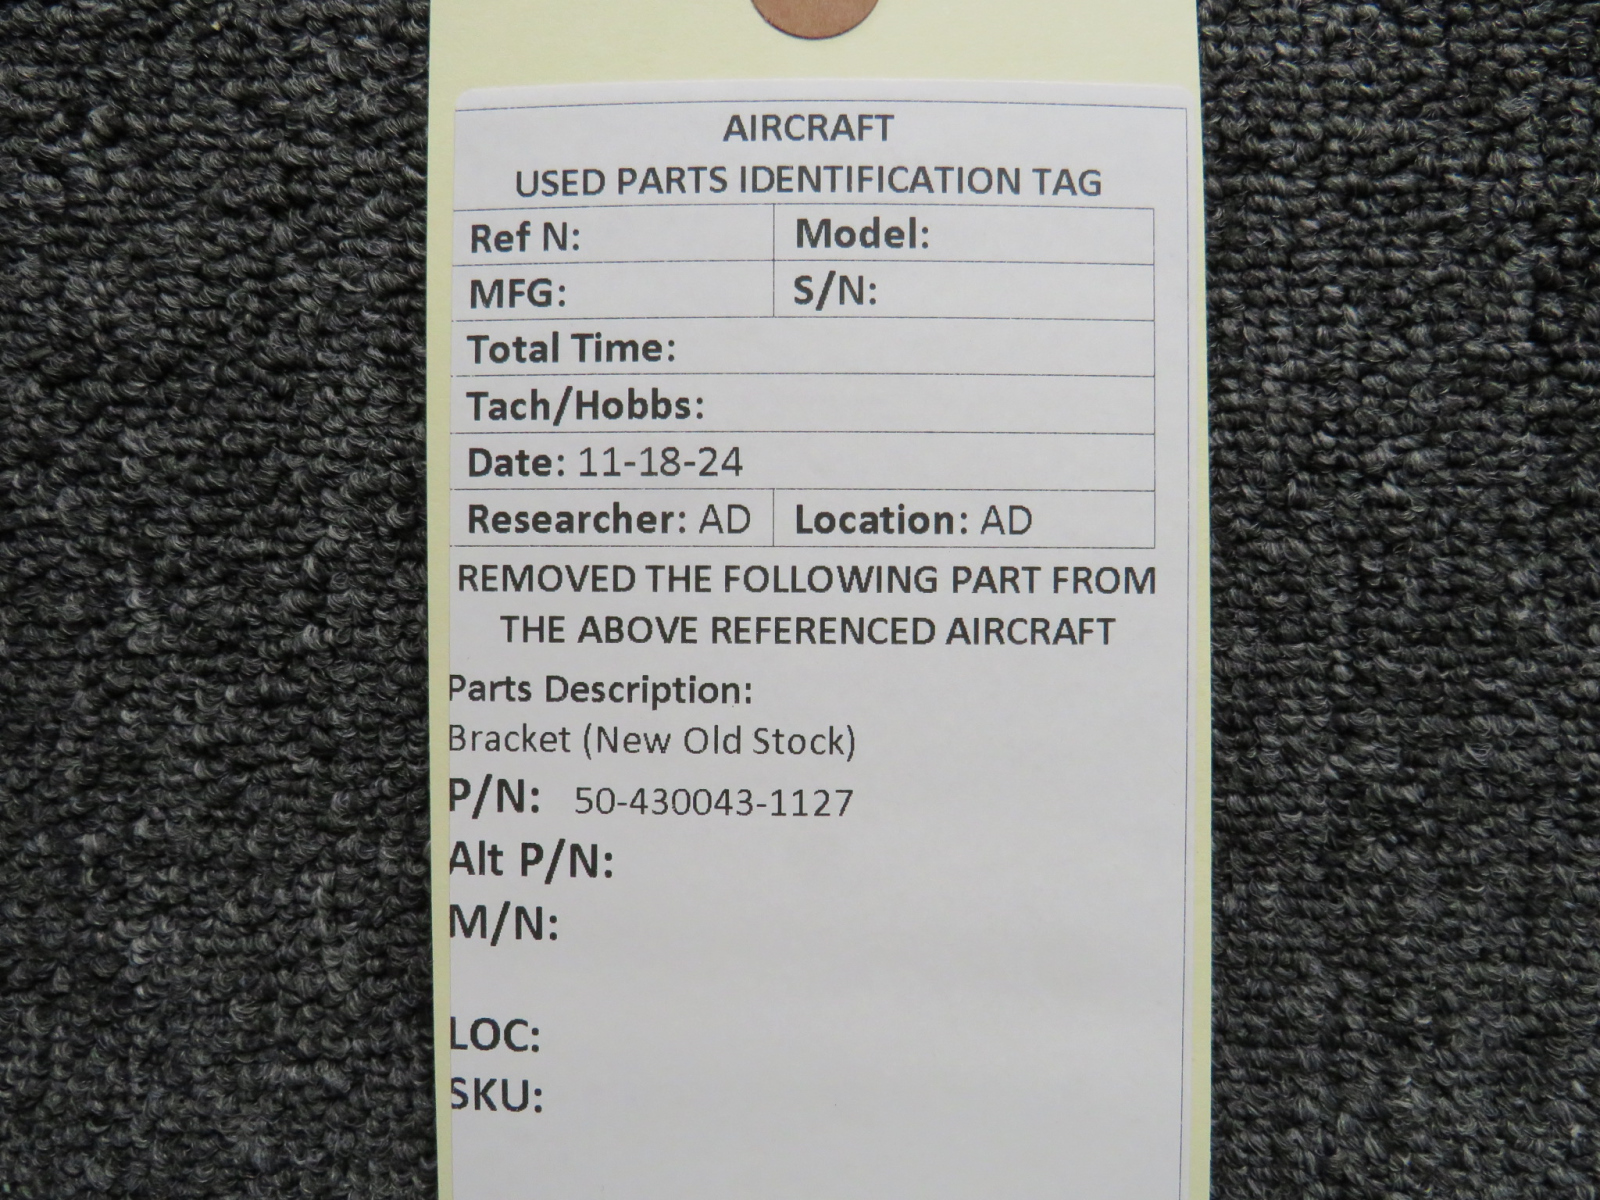 AIRCRAFT
USED PARTS IDENTIFICATION TAG
Ref N: Model:
MFG: S/N:
Total Time:
Tach/Hobbs:
Date: 11-18-24
Researcher: AD Location: AD
REMOVED THE FOLLOWING PART FROM
THE ABOVE REFERENCED AIRCRAFT
Parts Description:
Bracket (New Old Stock)
P/N: 50-430043-1127
Alt P/N:
M/N:
LOC:
SKU: